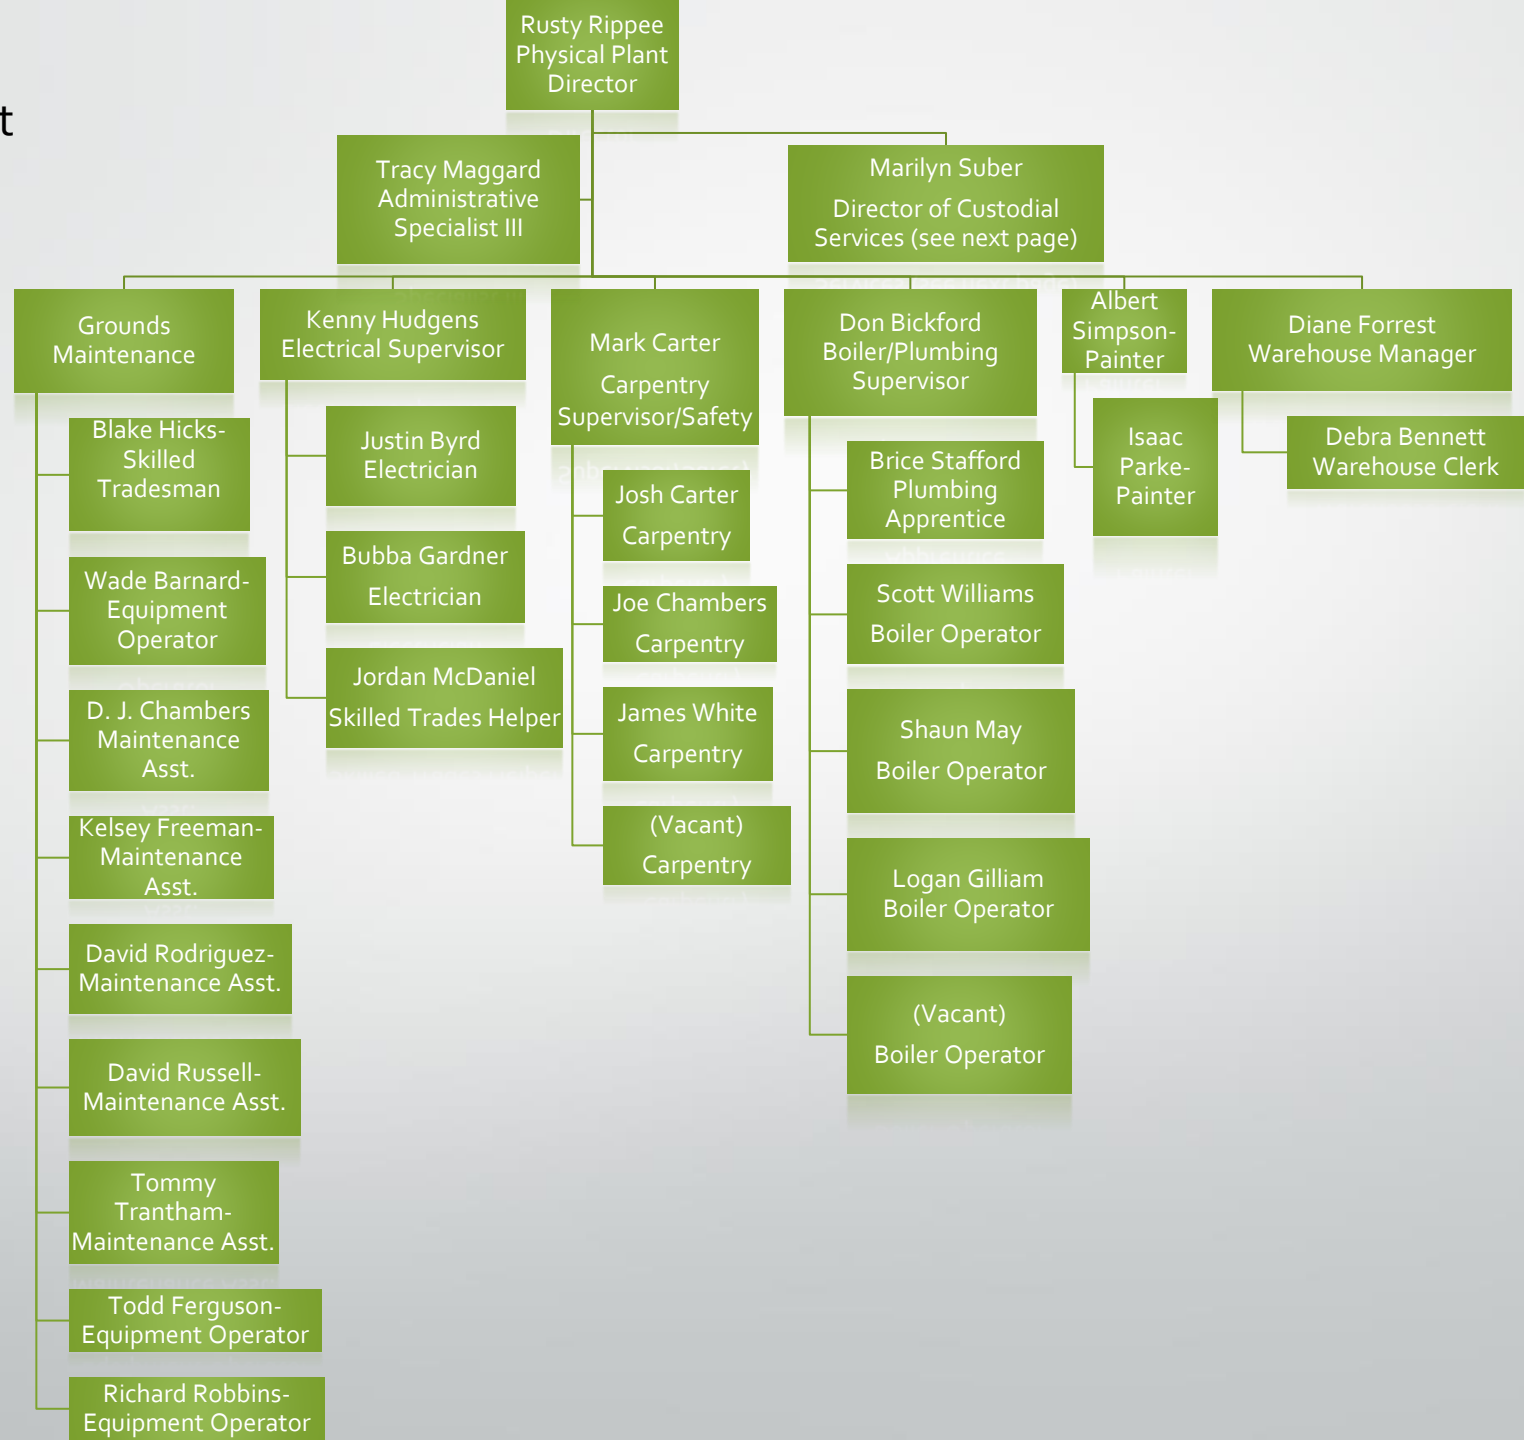 t
Rusty Rippee
Physical Plant
Director
Tracy Maggard
Administrative
Specialist III
Marilyn Suber
Director of Custodial
Services (see next page)
Grounds
Maintenance
Blake Hicks-
Skilled
Tradesman
Wade Barnard-
Equipment
Operator
D. J. Chambers
Maintenance
Asst.
Kelsey Freeman-
Maintenance
Asst.
David Rodriguez-
Maintenance Asst.
David Russell-
Maintenance Asst.
Tommy
Trantham-
Maintenance Asst.
Todd Ferguson-
Equipment Operator
Richard Robbins-
Equipment Operator
Kenny Hudgens
Electrical Supervisor
Justin Byrd
Electrician
Bubba Gardner
Electrician
Jordan McDaniel
Skilled Trades Helper
Mark Carter
Carpentry
Supervisor/Safety
Josh Carter
Carpentry
Joe Chambers
Carpentry
James White
Carpentry
(Vacant)
Carpentry
Don Bickford
Boiler/Plumbing
Supervisor
Brice Stafford
Plumbing
Apprentice
Scott Williams
Boiler Operator
Shaun May
Boiler Operator
Logan Gilliam
Boiler Operator
(Vacant)
Boiler Operator
Albert
Simpson-
Painter
Isaac
Parke-
Painter
Diane Forrest
Warehouse Manager
Debra Bennett
Warehouse Clerk